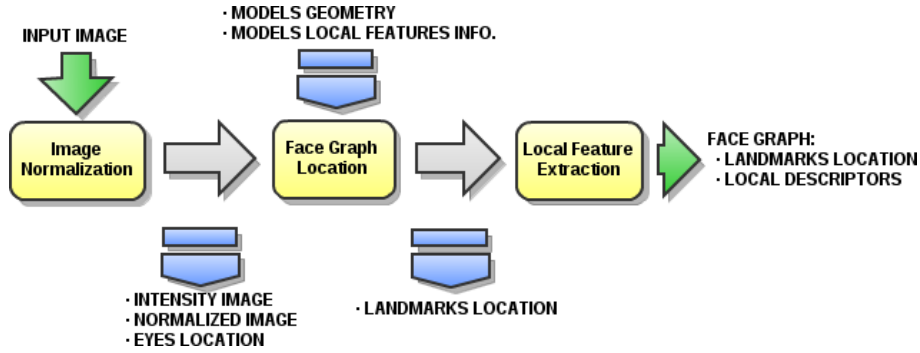 INPUT IMAGE
· MODELS GEOMETRY
· MODELS LOCAL FEATURES INFO.
Image
Normalization
Face Graph
Location
Local Feature
Extraction
FACE GRAPH:
· LANDMARKS LOCATION
· LOCAL DESCRIPTORS
· INTENSITY IMAGE
· NORMALIZED IMAGE
· EYES LOCATION
· LANDMARKS LOCATION